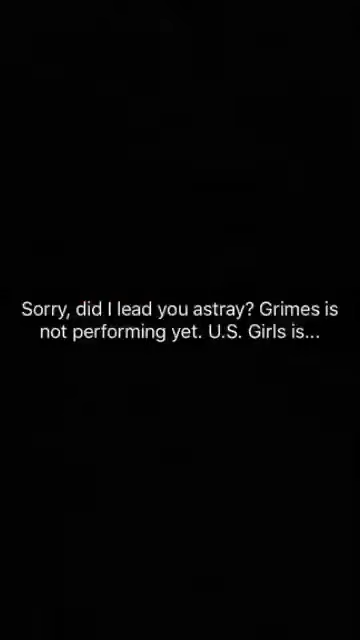 Sorry, did I lead you astray? Grimes is
not performing yet. U.S. Girls is...